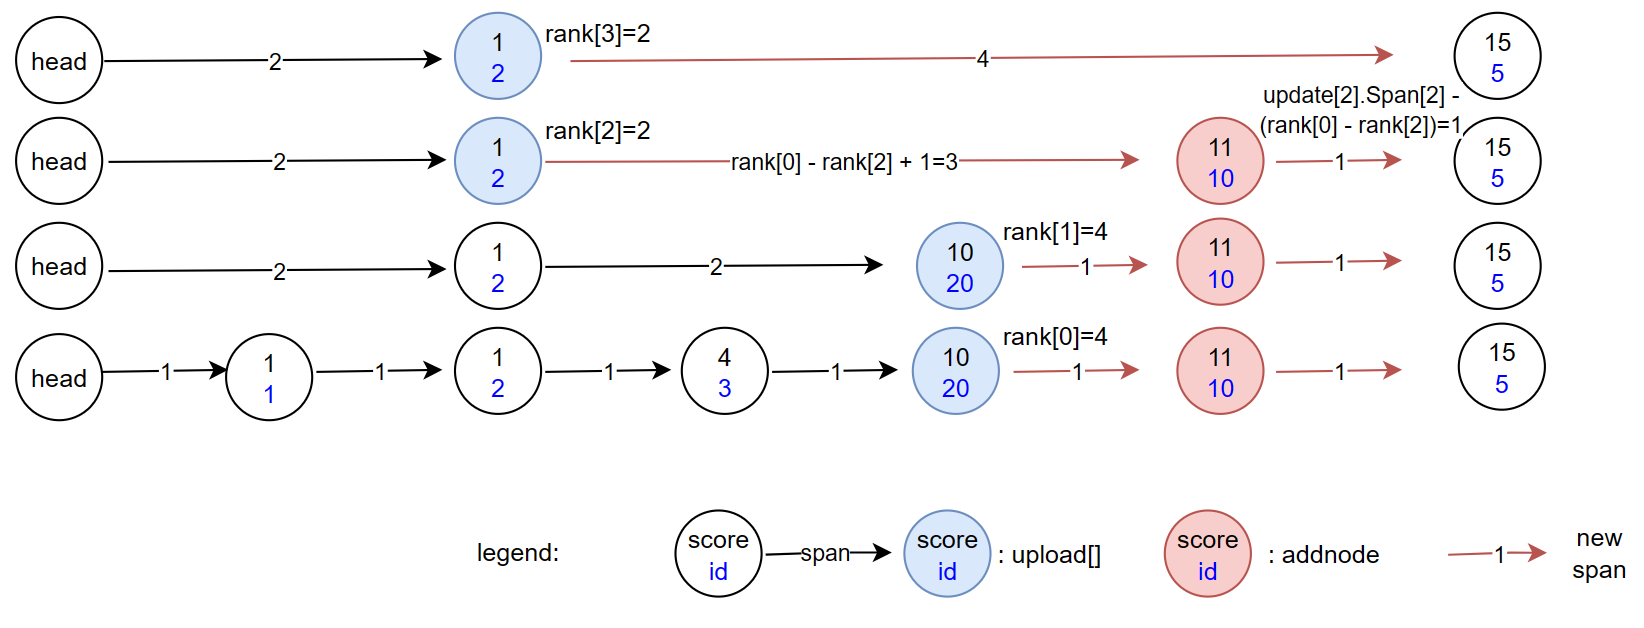 head
2
1
2
rank[3]=2
4
15
5
head
2
1
2
rank[2]=2
rank[0] - rank[2] + 1=3
11
10
update[2].Span[2] -
(rank[0] - rank[2])=1
1
15
5
head
2
1
2
2
10
20
rank[1]=4
1
11
10
1
15
5
head
1
1
1
1
1
2
1
4
3
1
10
20
rank[0]=4
1
11
10
1
15
5
legend:
score
id
span
score
id
: upload[]
score
id
: addnode
1
new
span